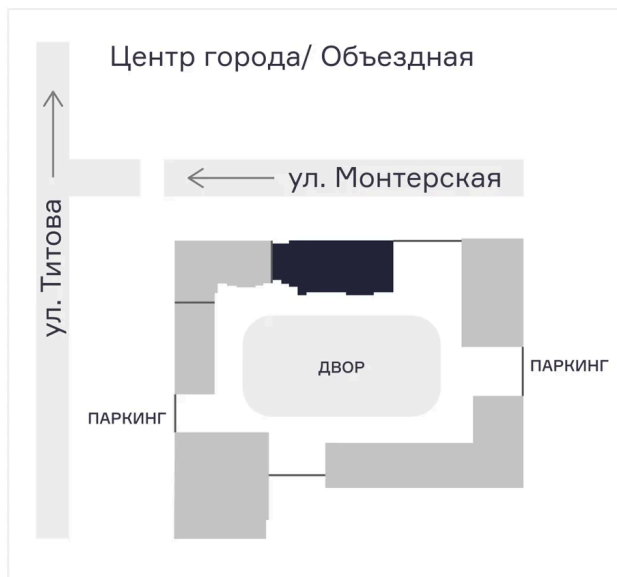 Центр города/ Объездная
ул. Монтерская
ул. Титова
ДВОР
ПАРКИНГ
ПАРКИНГ